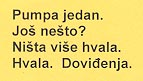 Pumpa jedan.
Još nešto?
Ništa više hvala.
Hvala. Doviđenja.